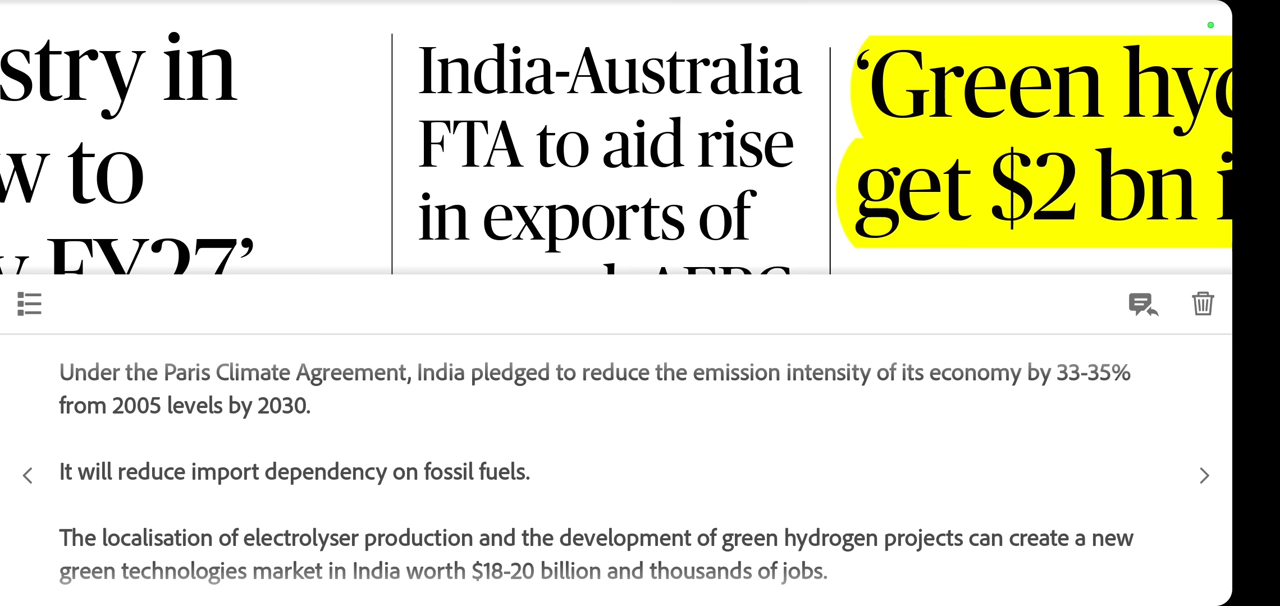 stry in
w to
FY27’
India-Australia
FTA to aid rise
in exports of
‘Green hyd
get $2 bn i
Under the Paris Climate Agreement, India pledged to reduce the emission intensity of its economy by 33-35%
from 2005 levels by 2030.
It will reduce import dependency on fossil fuels.
The localisation of electrolyser production and the development of green hydrogen projects can create a new
green technologies market in India worth $18-20 billion and thousands of jobs.